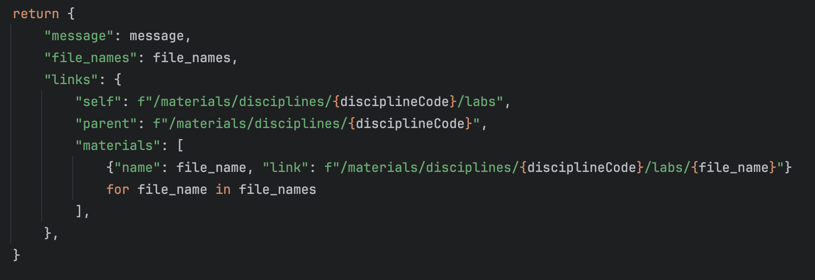 return {
    "message": message,
    "file_names": file_names,
    "links": {
        "self": f"/materials/disciplines/{disciplineCode}/labs",
        "parent": f"/materials/disciplines/{disciplineCode}",
        "materials": [
            {"name": file_name, "link": f"/materials/disciplines/{disciplineCode}/labs/{file_name}"}
            for file_name in file_names
        ],
    },
}